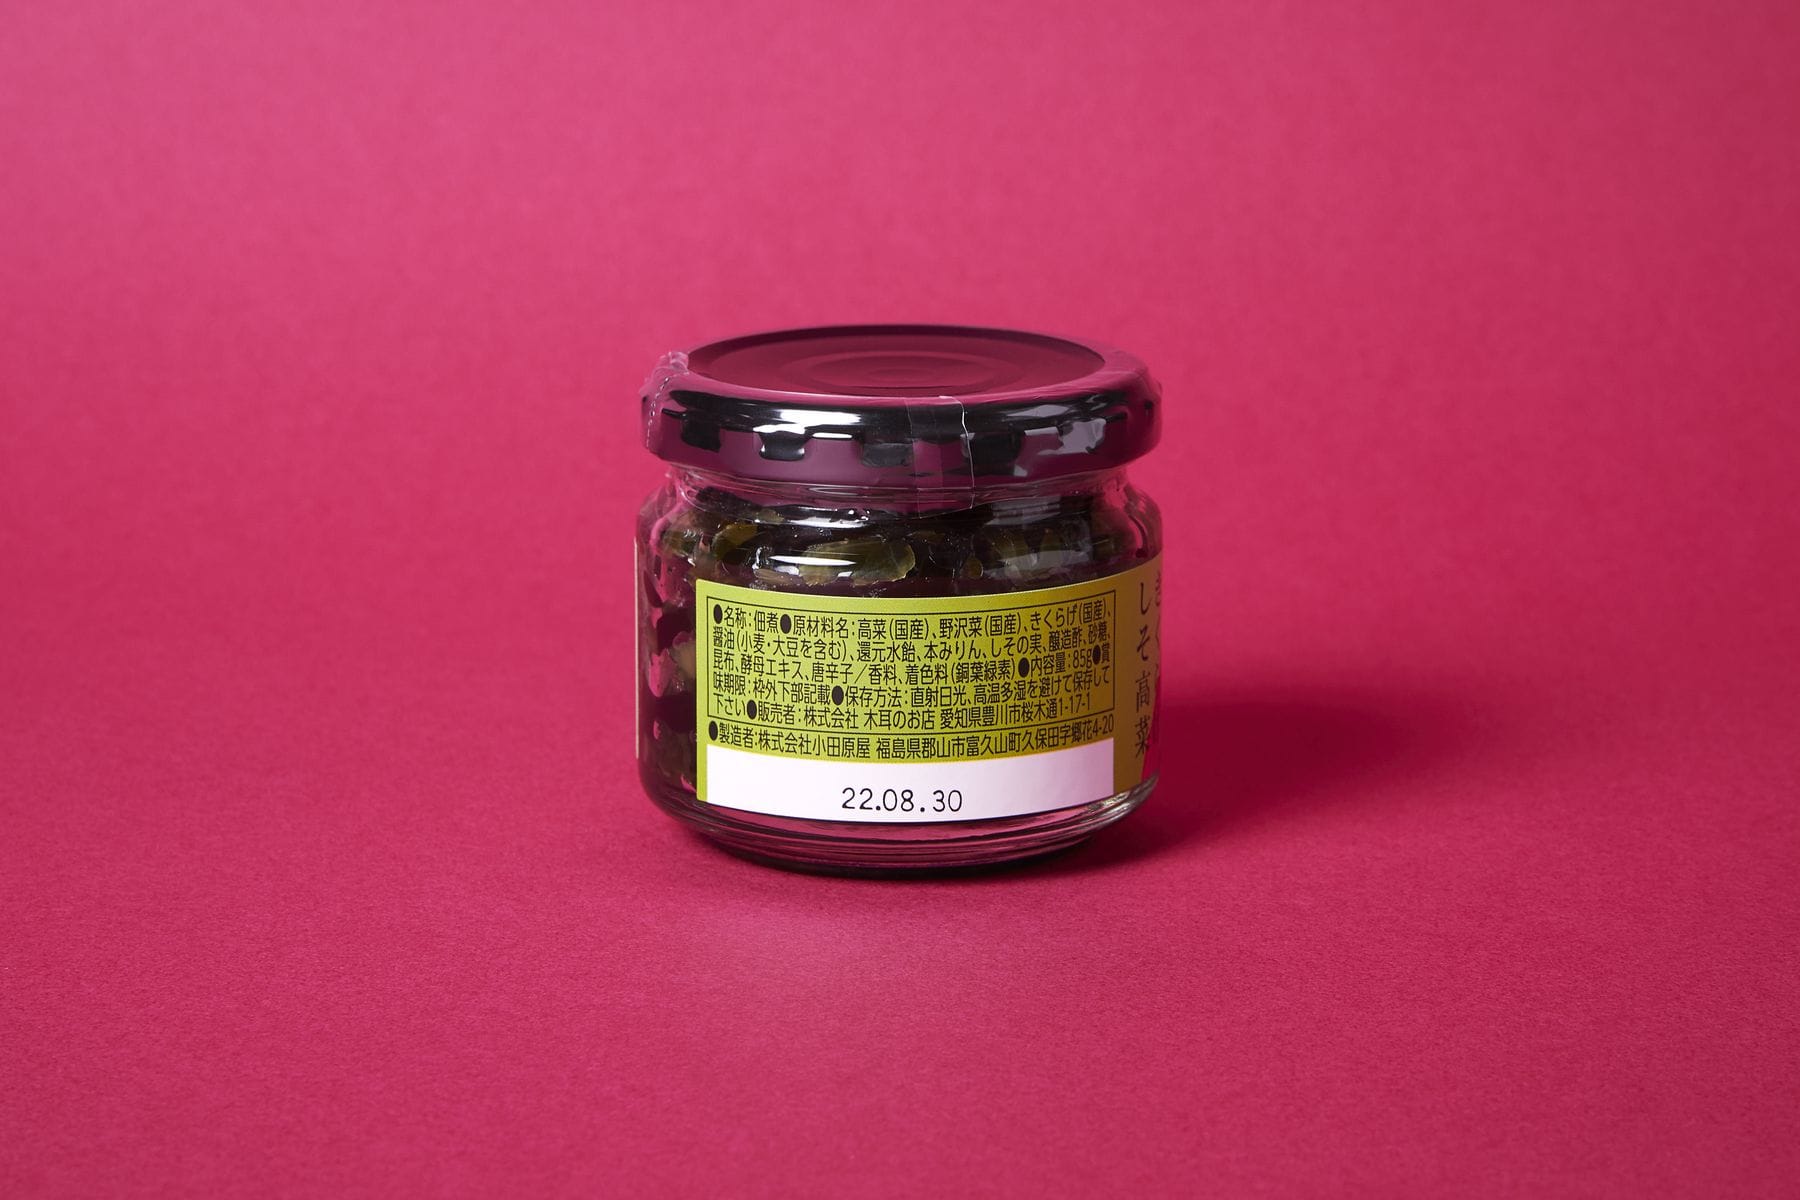 ●名称：佃煮●原材料名：高菜（国産）、野沢菜（国産）、きくらげ（国産）、
醤油（小麦・大豆を含む）、還元水飴、本みりん、しその実、醸造酢、砂糖、
昆布、酵母エキス、唐辛子／香料、着色料（銅葉緑素）●内容量：85g●賞
味期限：枠外下部記載●保存方法：直射日光、高温多湿を避けて保存して
下さい●販売者：株式会社 木耳のお店 愛知県豊川市桜木通1-17-1
●製造者：株式会社小田原屋 福島県郡山市富久山町久保田字郷花4-20
22.08.30
しそ高菜